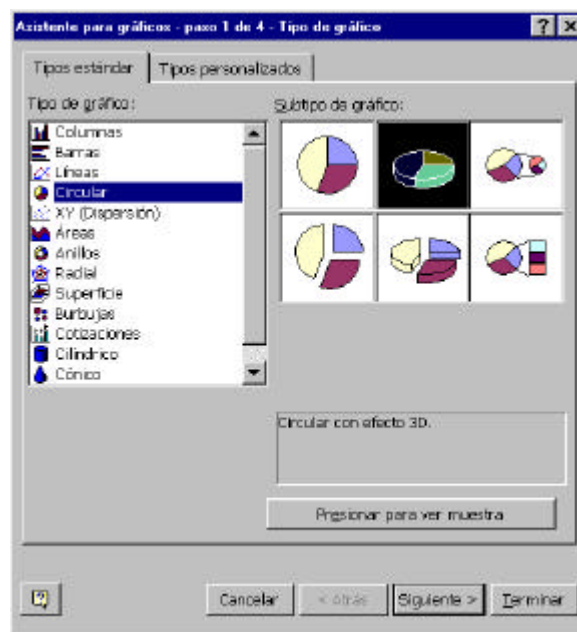 Asistente para gráficos - paso 1 de 4 - Tipo de gráfico
Tipos estándar
Tipos personalizados
Tipo de gráfico:
Subtipo de gráfico:
Columnas
Barras
Líneas
Circular
XY (Dispersión)
Áreas
Anillos
Radial
Superficie
Burbujas
Cotizaciones
Cilíndrico
Cónico
Circular con efecto 3D.
Presionar para ver muestra
Cancelar
< Atrás
Siguiente >
Terminar